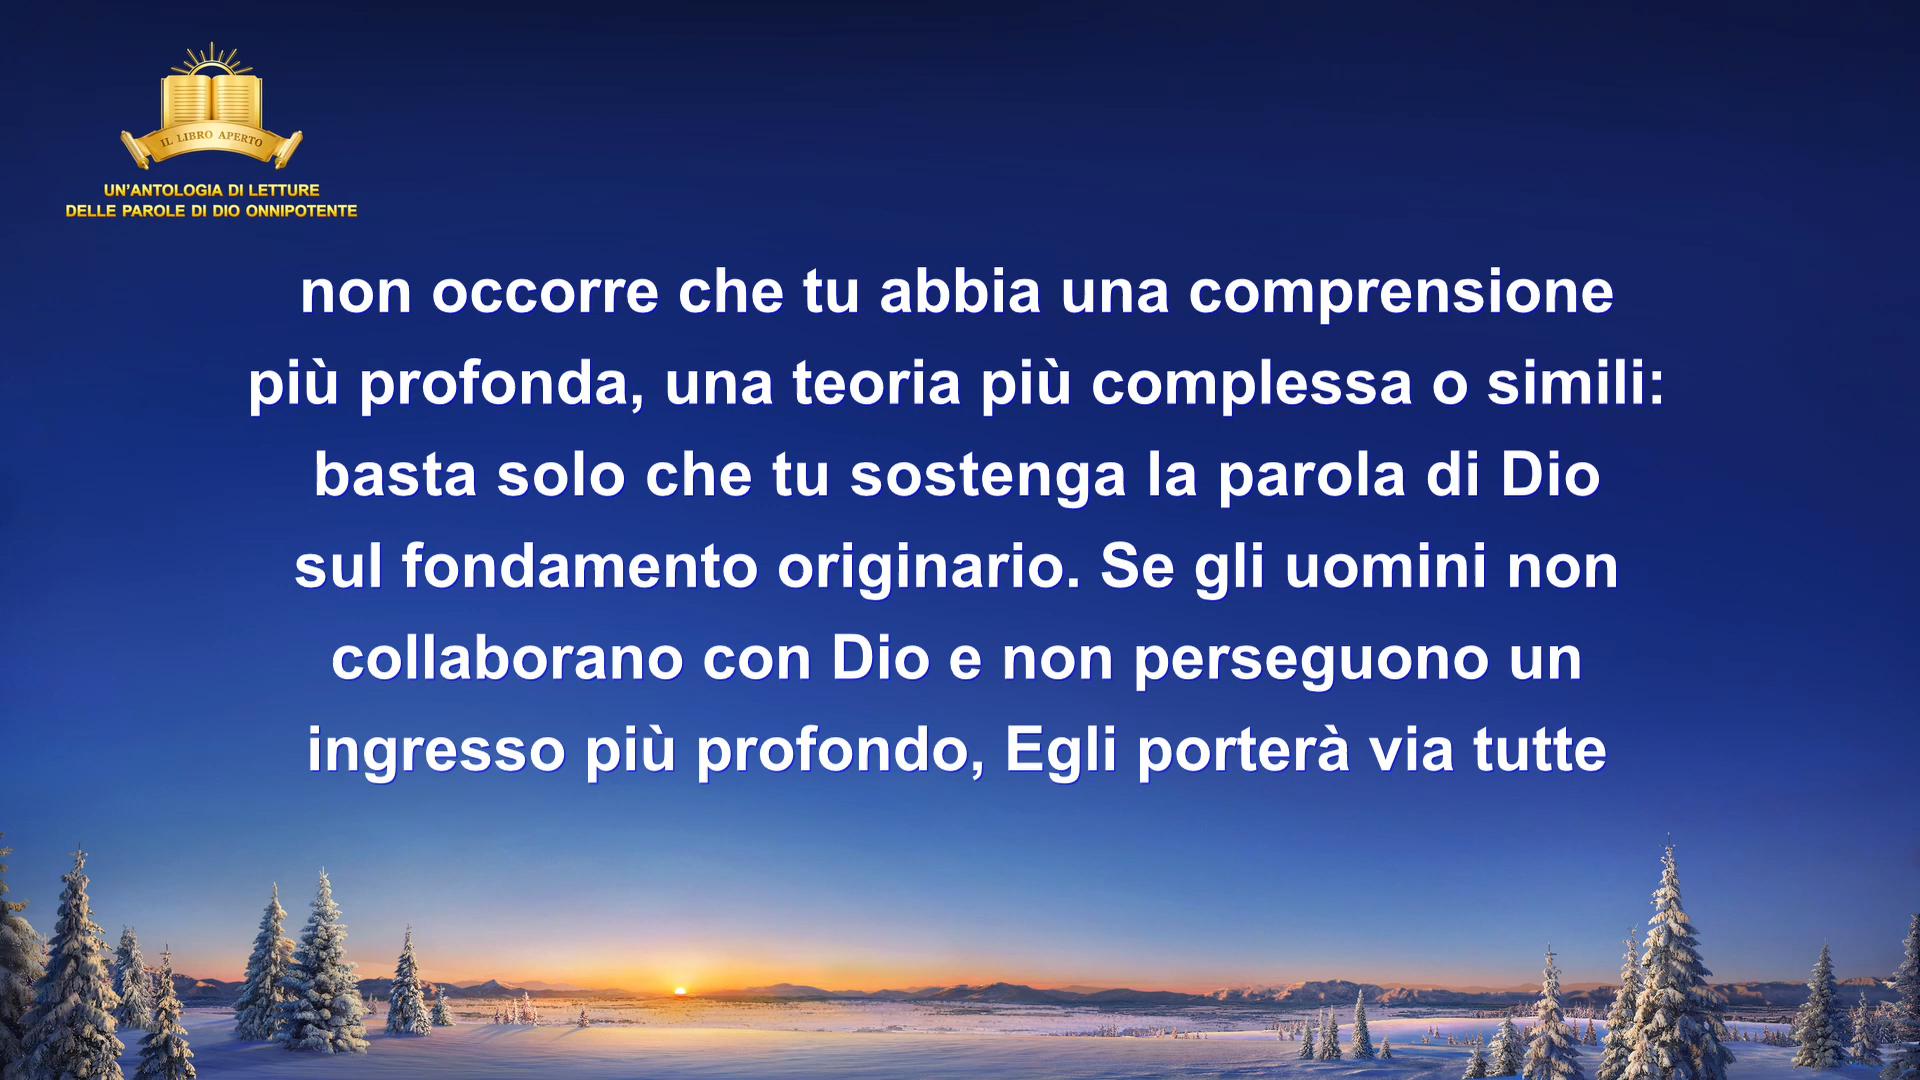 IL LIBRO APERTO
UN'ANTOLOGIA DI LETTURE
DELLE PAROLE DI DIO ONNIPOTENTE
non occorre che tu abbia una comprensione
più profonda, una teoria più complessa o simili:
basta solo che tu sostenga la parola di Dio
sul fondamento originario. Se gli uomini non
collaborano con Dio e non perseguono un
ingresso più profondo, Egli porterà via tutte